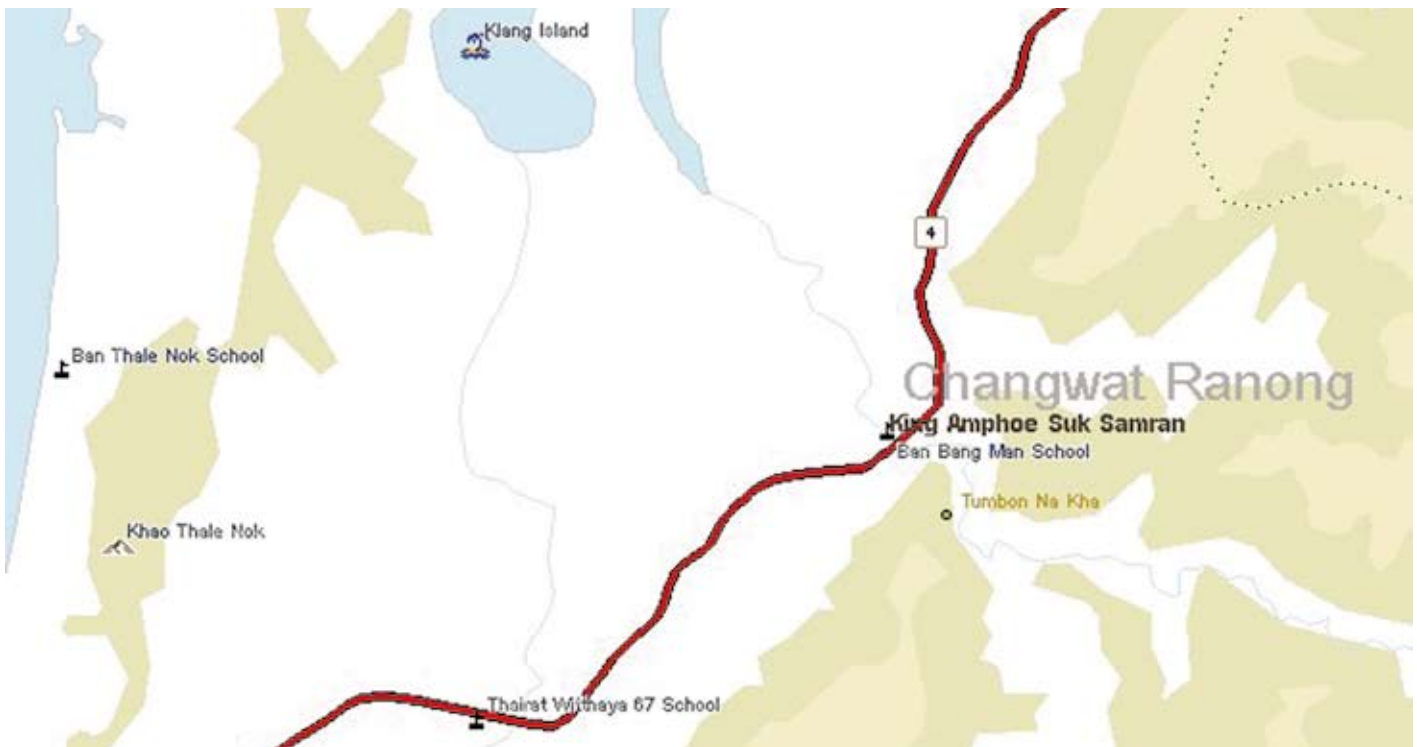 Klang Island
4
Ban Thale Nok School
Changwat Ranong
King Amphoe Suk Samran
Ban Bang Man School
Tumbon Na Kha
Khao Thale Nok
Thairat Witthaya 67 School